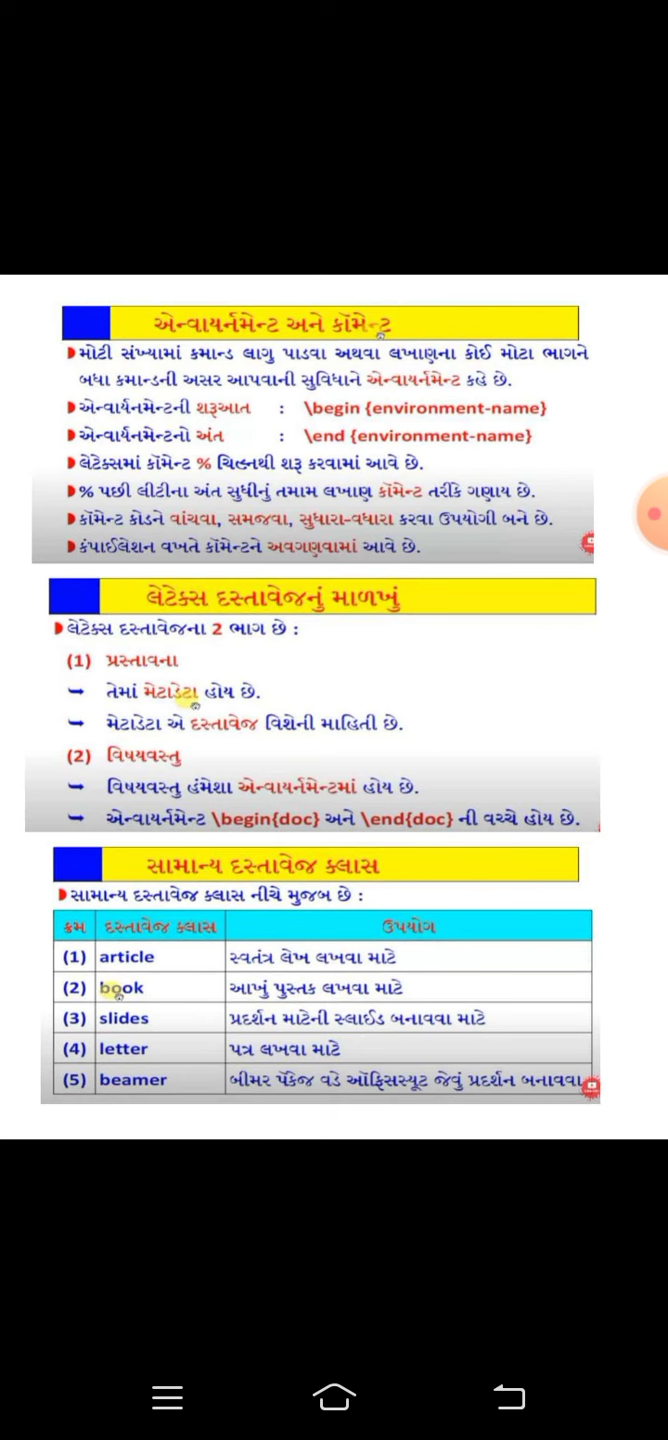 એન્વાયર્નમેન્ટ અને કૉમેન્ટ
મોટી સંખ્યામાં કમાન્ડ લાગુ પાડવા અથવા લખાણના કોઈ મોટા ભાગને
બધા કમાન્ડની અસર આપવાની સુવિધાને એન્વાયર્નમેન્ટ કહે છે.
એન્વાર્યનમેન્ટની શરૂઆત : \begin {environment-name}
એન્વાર્યનમેન્ટનો અંત : \end {environment-name}
લેટેક્સમાં કૉમેન્ટ % ચિહ્નથી શરૂ કરવામાં આવે છે.
% પછી લીટીના અંત સુધીનું તમામ લખાણ કૉમેન્ટ તરીકે ગણાય છે.
કૉમેન્ટ કોડને વાંચવા, સમજવા, સુધારા-વધારા કરવા ઉપયોગી બને છે.
કંપાઈલેશન વખતે કૉમેન્ટને અવગણવામાં આવે છે.
લેટેક્સ દસ્તાવેજનું માળખું
લેટેક્સ દસ્તાવેજના 2 ભાગ છે :
(1) પ્રસ્તાવના
તેમાં મેટાડેટા હોય છે.
મેટાડેટા એ દસ્તાવેજ વિશેની માહિતી છે.
(2) વિષયવસ્તુ
વિષયવસ્તુ હંમેશા એન્વાયર્નમેન્ટમાં હોય છે.
એન્વાયર્નમેન્ટ \begin{doc} અને \end{doc} ની વચ્ચે હોય છે.
સામાન્ય દસ્તાવેજ ક્લાસ
સામાન્ય દસ્તાવેજ ક્લાસ નીચે મુજબ છે :
ક્રમ દસ્તાવેજ ક્લાસ ઉપયોગ
(1) article સ્વતંત્ર લેખ લખવા માટે
(2) book આખું પુસ્તક લખવા માટે
(3) slides પ્રદર્શન માટેની સ્લાઈડ બનાવવા માટે
(4) letter પત્ર લખવા માટે
(5) beamer બીમર પૅકેજ વડે ઑફિસસ્યૂટ જેવું પ્રદર્શન બનાવવા